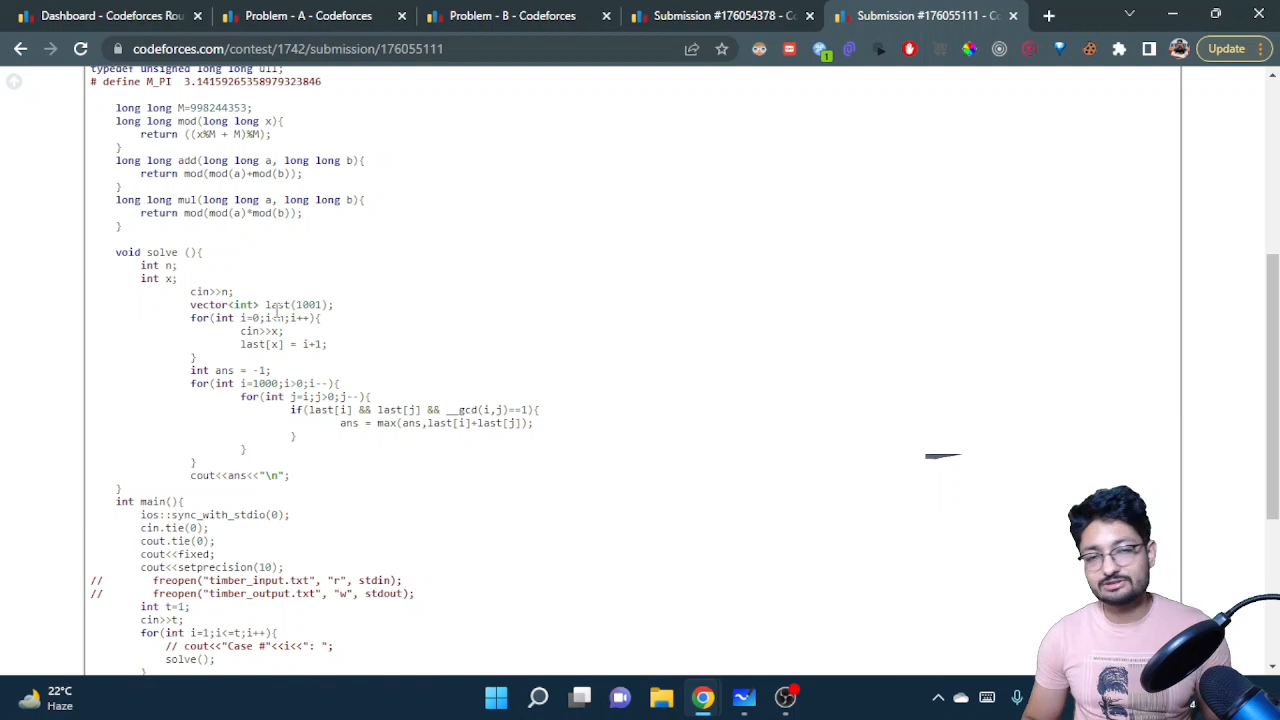 Dashboard - Codeforces Rou
Problem - A - Codeforces
Problem - B - Codeforces
Submission #176054378 - Co
Submission #176055111 - Co
codeforces.com/contest/1742/submission/176055111
1
Update
typedef unsigned long long ull;
# define M_PI 3.14159265358979323846
long long M=998244353;
long long mod(long long x){
return ((x%M + M)%M);
}
long long add(long long a, long long b){
return mod(mod(a)+mod(b));
}
long long mul(long long a, long long b){
return mod(mod(a)*mod(b));
}
void solve (){
int n;
int x;
cin>>n;
vector<int> last(1001);
for(int i=0;i<n;i++){
cin>>x;
last[x] = i+1;
}
int ans = -1;
for(int i=1000;i>0;i--){
for(int j=i;j>0;j--){
if(last[i] && last[j] && __gcd(i,j)==1){
ans = max(ans,last[i]+last[j]);
}
}
}
cout<<ans<<"\n";
}
int main(){
ios::sync_with_stdio(0);
cin.tie(0);
cout.tie(0);
cout<<fixed;
cout<<setprecision(10);
// freopen("timber_input.txt", "r", stdin);
// freopen("timber_output.txt", "w", stdout);
int t=1;
cin>>t;
for(int i=1;i<=t;i++){
// cout<<"Case #"<<i<<": ";
solve();
}
22°C
Haze
4